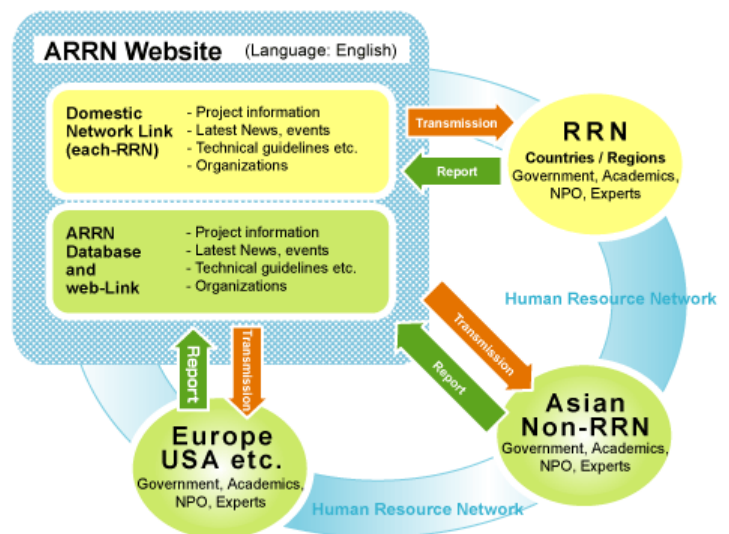 ARRN Website (Language: English)
Domestic
Network Link
(each-RRN)
- Project information
- Latest News, events
- Technical guidelines etc.
- Organizations
ARRN
Database
and
web-Link
- Project information
- Latest News, events
- Technical guidelines etc.
- Organizations
Transmission
Report
RRN
Countries / Regions
Government, Academics,
NPO, Experts
Human Resource Network
Transmission
Report
Asian
Non-RRN
Government, Academics,
NPO, Experts
Report
Transmission
Europe
USA etc.
Government, Academics,
NPO, Experts
Human Resource Network